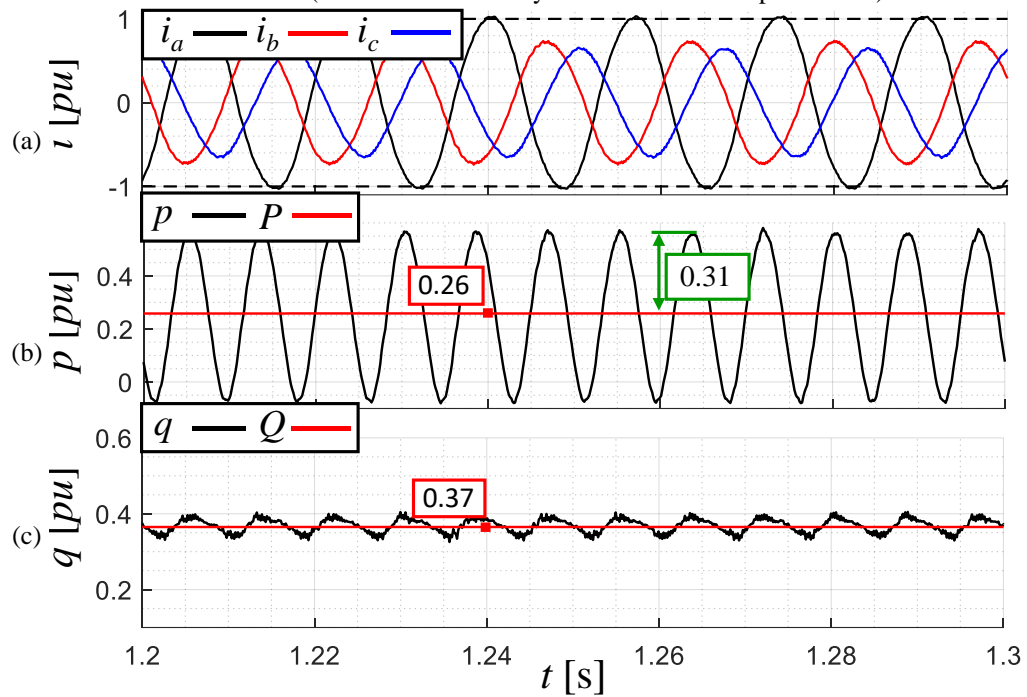 i_a i_b i_c
1
0
-1
(a) ı [pu]
p P
0.4
0.2
0
0.26
0.31
(b) p [pu]
q Q
0.6
0.4
0.2
0.37
(c) q [pu]
1.2 1.22 1.24 1.26 1.28 1.3
t [s]